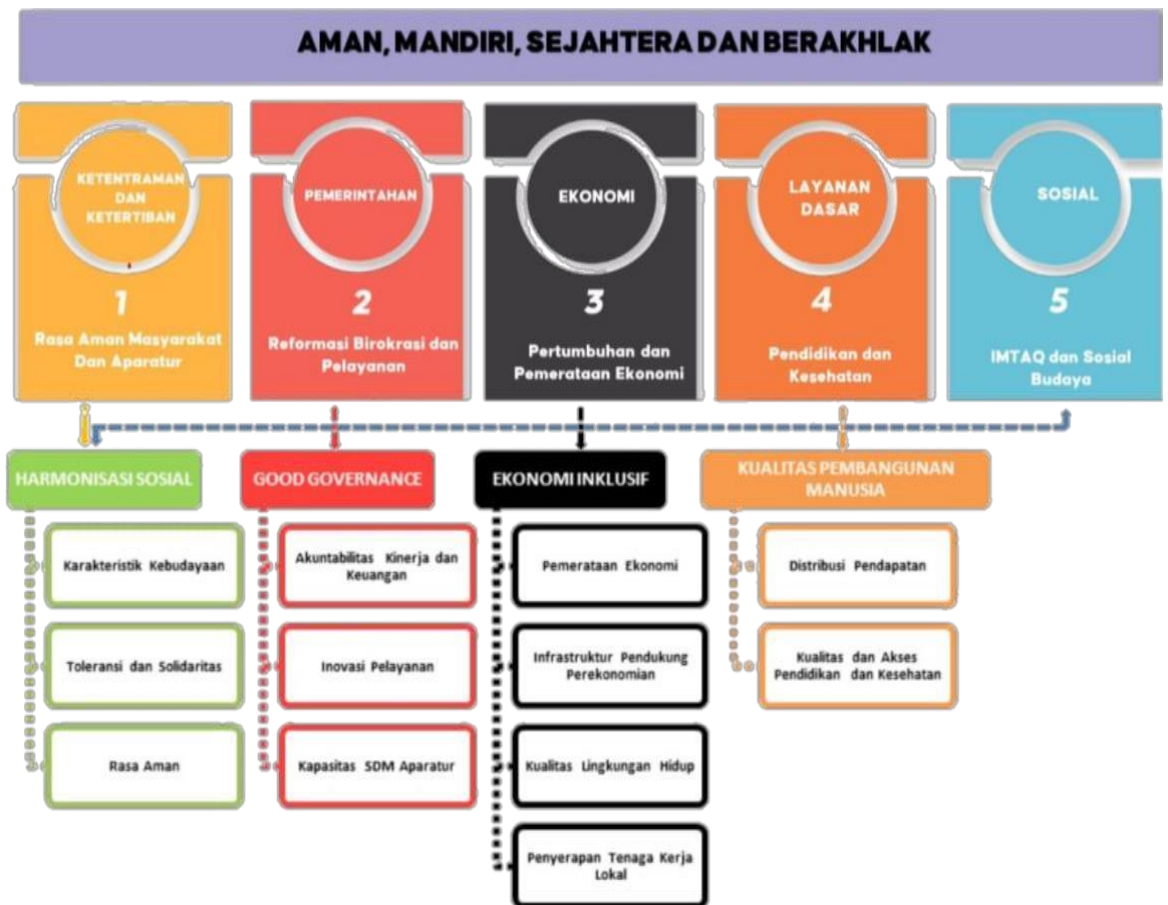 AMAN, MANDIRI, SEJAHTERA DAN BERAKHLAK
KETENTRAMAN
DAN
KETERTIBAN
1
Rasa Aman Masyarakat
Dan Aparatur
PEMERINTAHAN
2
Reformasi Birokrasi dan
Pelayanan
EKONOMI
3
Pertumbuhan dan
Pemerataan Ekonomi
LAYANAN
DASAR
4
Pendidikan dan
Kesehatan
SOSIAL
5
IMTAQ dan Sosial
Budaya
HARMONISASI SOSIAL
Karakteristik Kebudayaan
Toleransi dan Solidaritas
Rasa Aman
GOOD GOVERNANCE
Akuntabilitas Kinerja dan
Keuangan
Inovasi Pelayanan
Kapasitas SDM Aparatur
EKONOMI INKLUSIF
Pemerataan Ekonomi
Infrastruktur Pendukung
Perekonomian
Kualitas Lingkungan Hidup
Penyerapan Tenaga Kerja
Lokal
KUALITAS PEMBANGUNAN
MANUSIA
Distribusi Pendapatan
Kualitas dan Akses
Pendidikan dan Kesehatan